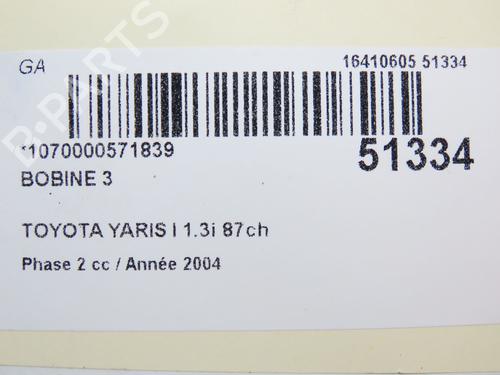 GA
16410605 51334
*1070000571839
51334
BOBINE 3
TOYOTA YARIS I 1.3i 87ch
Phase 2 cc / Année 2004
B-PARTS